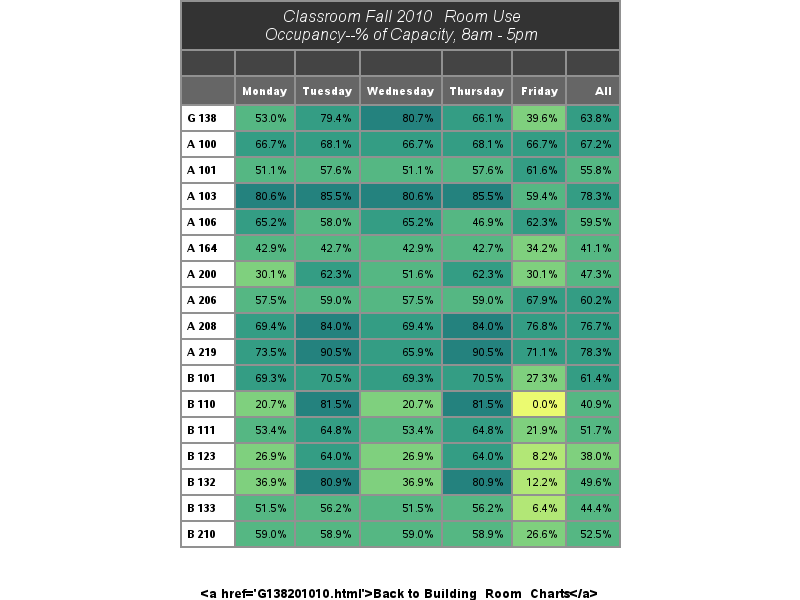 Classroom Fall 2010 Room Use
Occupancy--% of Capacity, 8am - 5pm
Monday Tuesday Wednesday Thursday Friday All
G 138 53.0% 79.4% 80.7% 66.1% 39.6% 63.8%
A 100 66.7% 68.1% 66.7% 68.1% 66.7% 67.2%
A 101 51.1% 57.6% 51.1% 57.6% 61.6% 55.8%
A 103 80.6% 85.5% 80.6% 85.5% 59.4% 78.3%
A 106 65.2% 58.0% 65.2% 46.9% 62.3% 59.5%
A 164 42.9% 42.7% 42.9% 42.7% 34.2% 41.1%
A 200 30.1% 62.3% 51.6% 62.3% 30.1% 47.3%
A 206 57.5% 59.0% 57.5% 59.0% 67.9% 60.2%
A 208 69.4% 84.0% 69.4% 84.0% 76.8% 76.7%
A 219 73.5% 90.5% 65.9% 90.5% 71.1% 78.3%
B 101 69.3% 70.5% 69.3% 70.5% 27.3% 61.4%
B 110 20.7% 81.5% 20.7% 81.5% 0.0% 40.9%
B 111 53.4% 64.8% 53.4% 64.8% 21.9% 51.7%
B 123 26.9% 64.0% 26.9% 64.0% 8.2% 38.0%
B 132 36.9% 80.9% 36.9% 80.9% 12.2% 49.6%
B 133 51.5% 56.2% 51.5% 56.2% 6.4% 44.4%
B 210 59.0% 58.9% 59.0% 58.9% 26.6% 52.5%
<a href='G138201010.html'>Back to Building Room Charts</a>